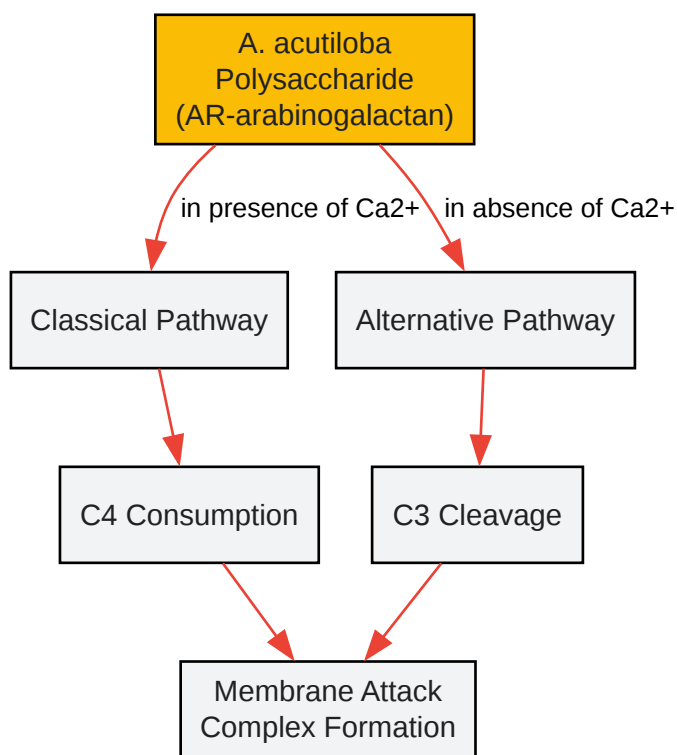 A. acutiloba
Polysaccharide
(AR-arabinogalactan)
in presence of Ca2+
in absence of Ca2+
Classical Pathway
Alternative Pathway
C4 Consumption
C3 Cleavage
Membrane Attack
Complex Formation